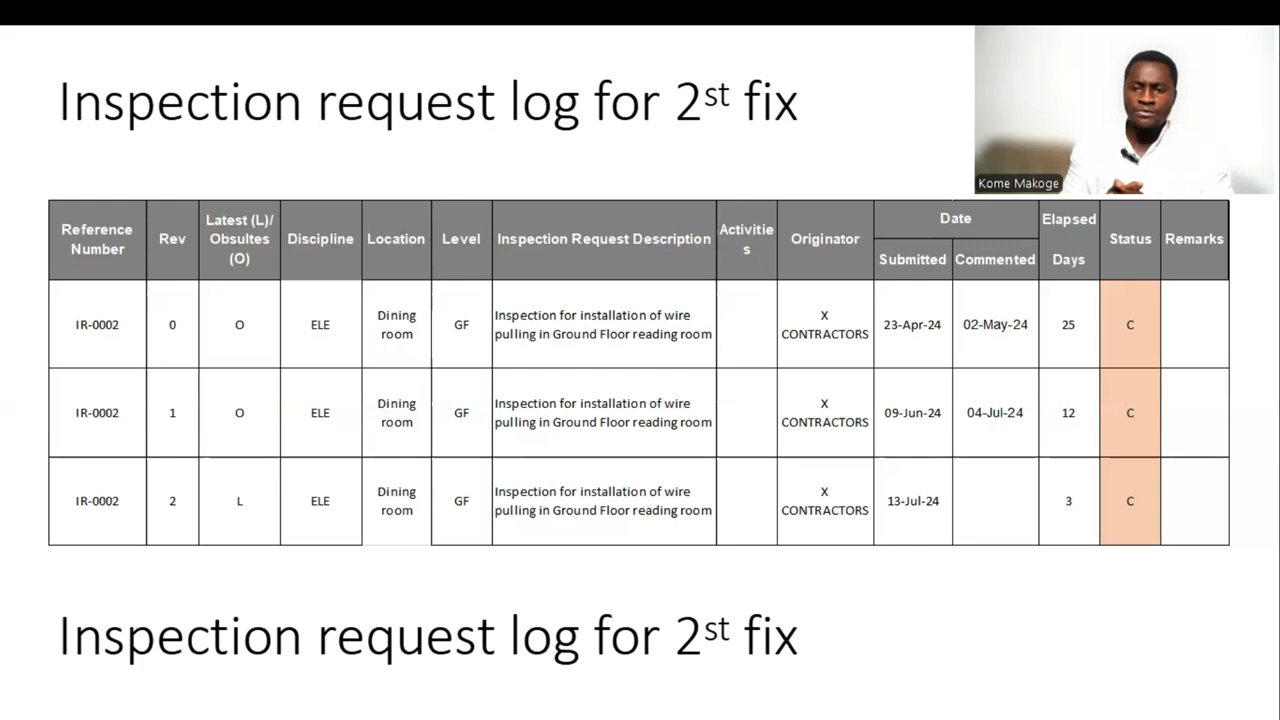 Inspection request log for 2st fix
Kome Makoge
Reference Number Rev Latest (L)/ Obsultes (O) Discipline Location Level Inspection Request Description Activities Originator Date Submitted Commented Elapsed Days Status Remarks
IR-0002 0 O ELE Dining room GF Inspection for installation of wire pulling in Ground Floor reading room X CONTRACTORS 23-Apr-24 02-May-24 25 C
IR-0002 1 O ELE Dining room GF Inspection for installation of wire pulling in Ground Floor reading room X CONTRACTORS 09-Jun-24 04-Jul-24 12 C
IR-0002 2 L ELE Dining room GF Inspection for installation of wire pulling in Ground Floor reading room X CONTRACTORS 13-Jul-24 3 C
Inspection request log for 2st fix